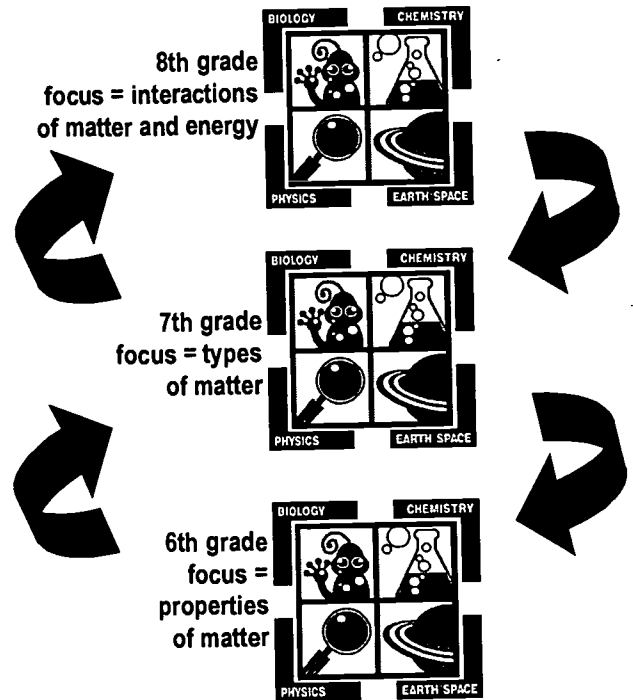 BIOLOGY
CHEMISTRY
8th grade
focus = interactions
of matter and energy
PHYSICS
EARTH SPACE
BIOLOGY
CHEMISTRY
7th grade
focus = types
of matter
PHYSICS
EARTH SPACE
BIOLOGY
CHEMISTRY
6th grade
focus =
properties
of matter
PHYSICS
EARTH SPACE